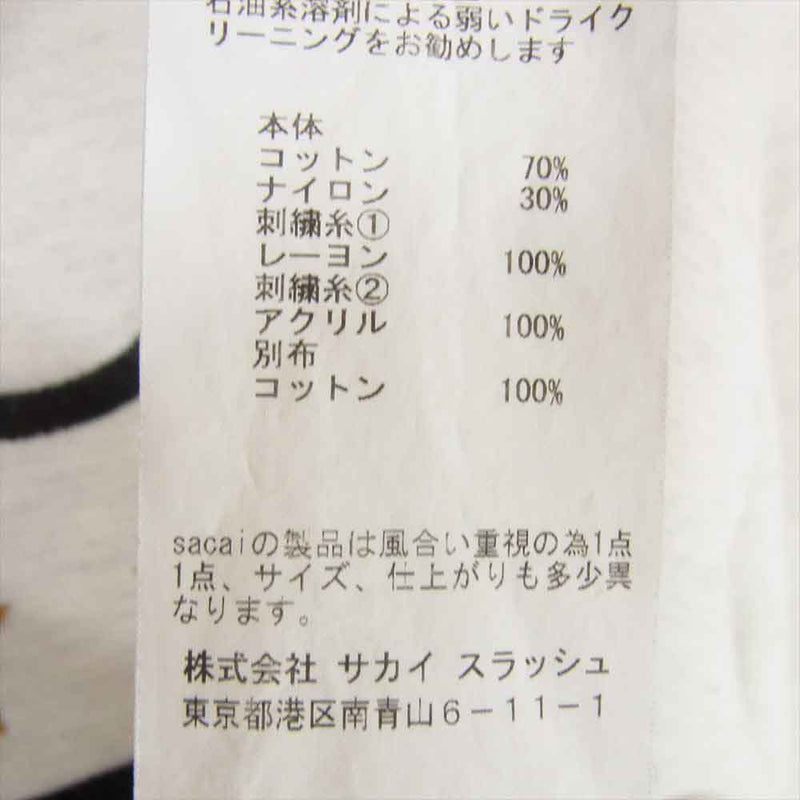 石油系溶剤による弱いドライク
リーニングをお勧めします
本体
コットン 70%
ナイロン 30%
刺繍糸①
レーヨン 100%
刺繍糸②
アクリル 100%
別布
コットン 100%
sacaiの製品は風合い重視の為1点
1点、サイズ、仕上がりも多少異
なります。
株式会社 サカイ スラッシュ
東京都港区南青山6-11-1